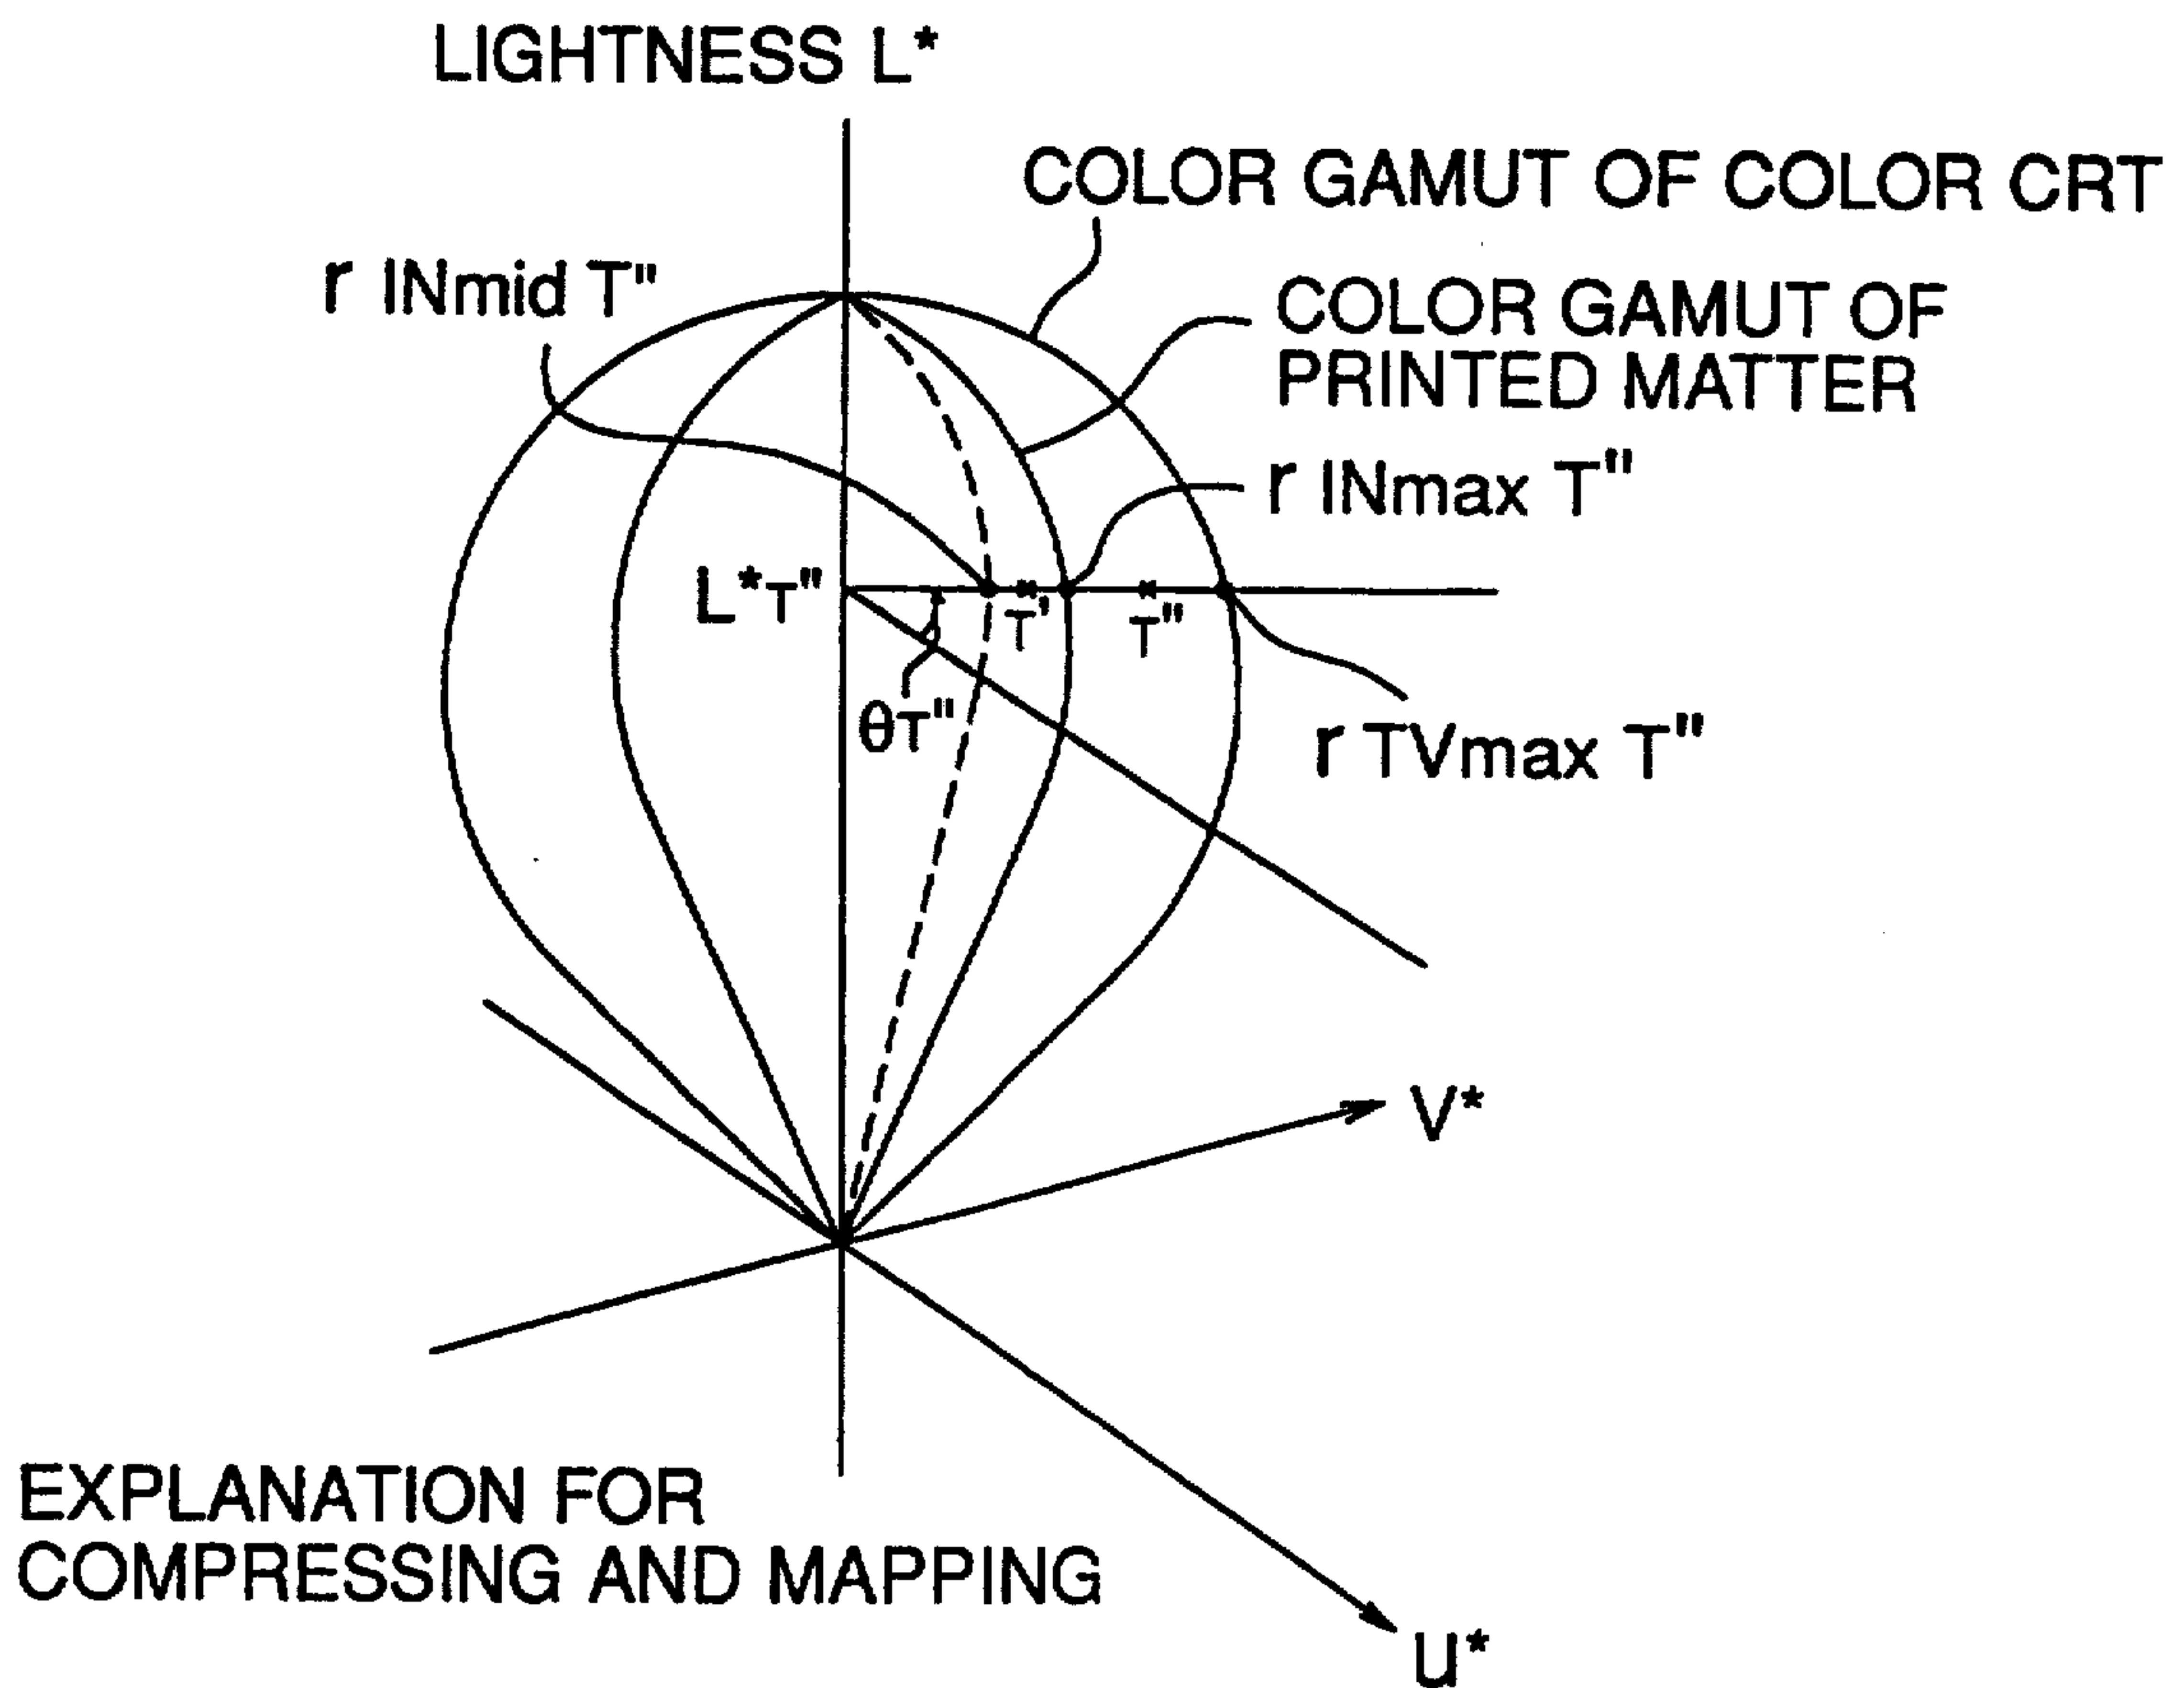 LIGHTNESS L*
COLOR GAMUT OF COLOR CRT
r INmid T"
COLOR GAMUT OF
PRINTED MATTER
r INmax T"
L*T"
T'
T"
θT"
r TVmax T"
V*
EXPLANATION FOR
COMPRESSING AND MAPPING
u*